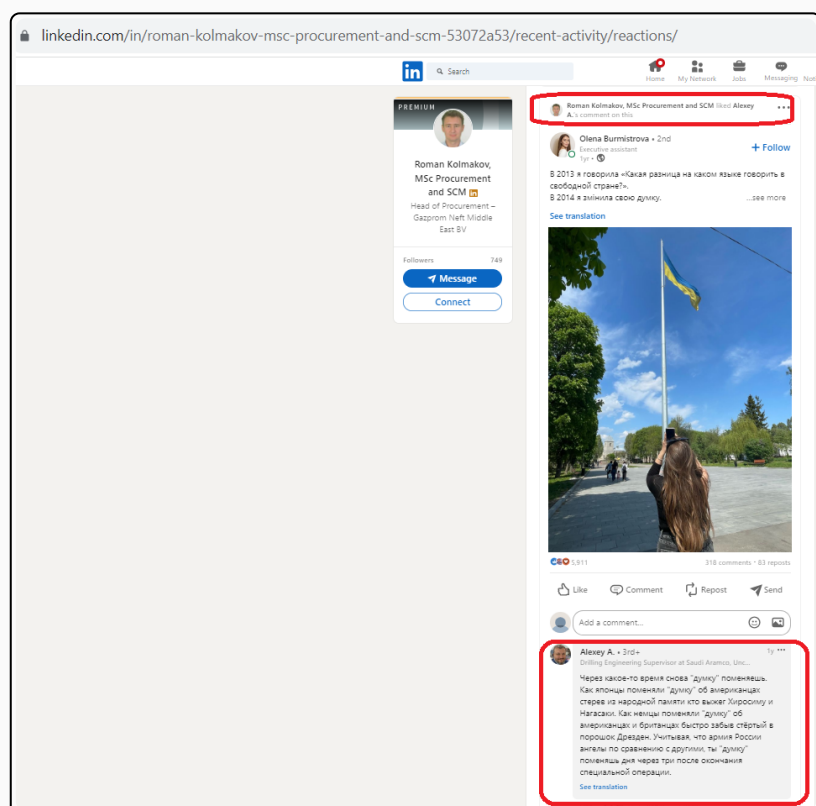 linkedin.com/in/roman-kolmakov-msc-procurement-and-scm-53072a53/recent-activity/reactions/
in
Search
Home
My Network
Jobs
Messaging
Not
PREMIUM
Roman Kolmakov,
MSc Procurement
and SCM in
Head of Procurement –
Gazprom Neft Middle
East BV
Followers 749
Message
Connect
Roman Kolmakov, MSc Procurement and SCM liked Alexey
A.'s comment on this
Olena Burmistrova • 2nd
Executive assistant
1yr •
+ Follow
В 2013 я говорила «Какая разница на каком языке говорить в
свободной стране?».
В 2014 я змінила свою думку.
...see more
See translation
318 comments • 83 reposts
Like
Comment
Repost
Send
Add a comment...
Alexey A. • 3rd+
1y
Drilling Engineering Supervisor at Saudi Aramco, Unc...
Через какое-то время снова "думку" поменяешь.
Как японцы поменяли "думку" об американцах
стерев из народной памяти кто выжег Хиросиму и
Нагасаки. Как немцы поменяли "думку" об
американцах и британцах быстро забыв стёртый в
порошок Дрезден. Учитывая, что армия России
ангелы по сравнению с другими, ты "думку"
поменяшь дня через три после окончания
специальной операции.
See translation